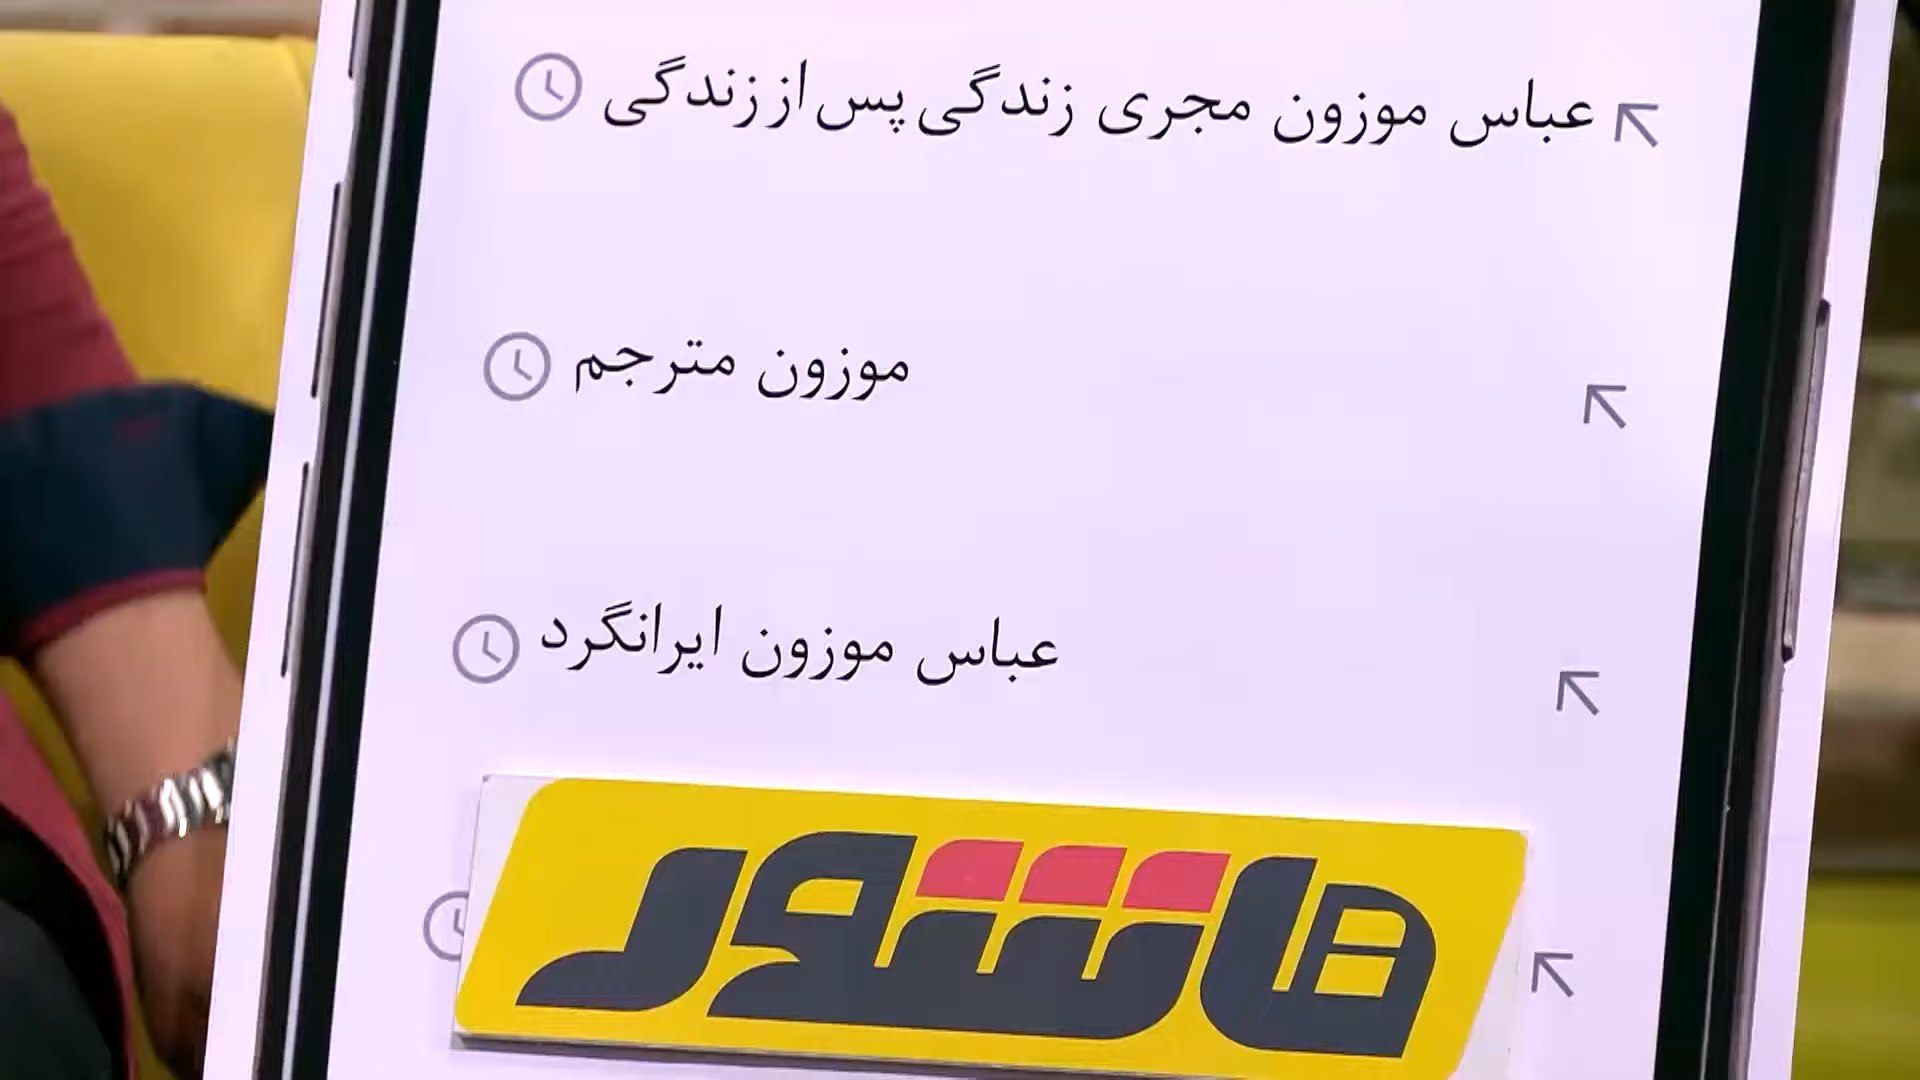 عباس موزون مجری زندگی پس از زندگی
موزون مترجم
عباس موزون ایرانگرد
هاشور